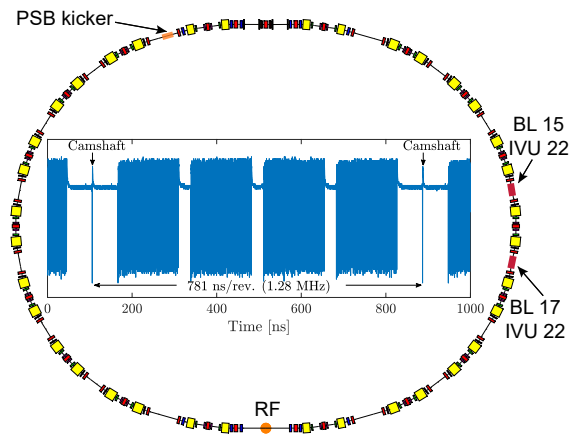 PSB kicker
BL 15
IVU 22
Camshaft
Camshaft
781 ns/rev. (1.28 MHz)
0
200
400
600
800
1000
Time [ns]
BL 17
IVU 22
RF